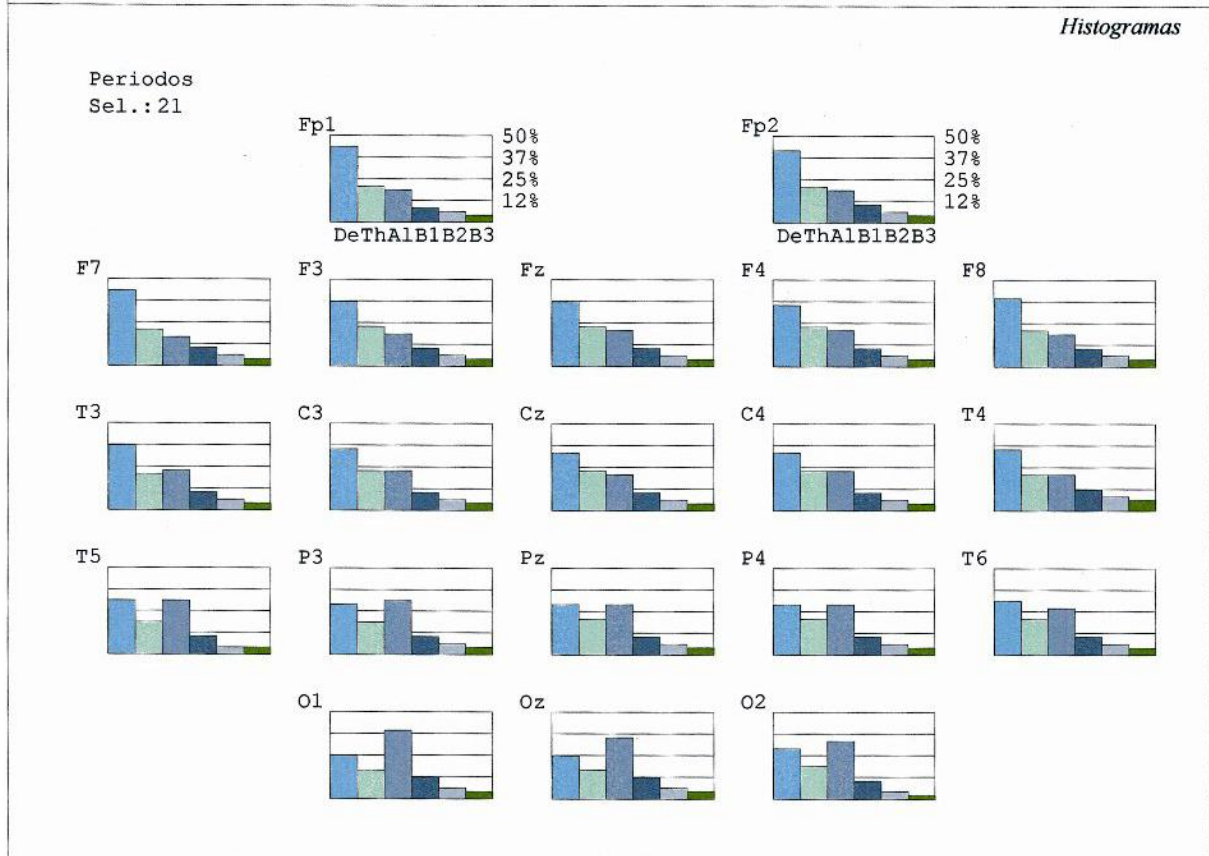 Histogramas
Periodos
Sel.:21
Fp1
50%
37%
25%
12%
DeThAlB1B2B3
Fp2
50%
37%
25%
12%
DeThAlB1B2B3
F7
F3
Fz
F4
F8
T3
C3
Cz
C4
T4
T5
P3
Pz
P4
T6
O1
Oz
O2